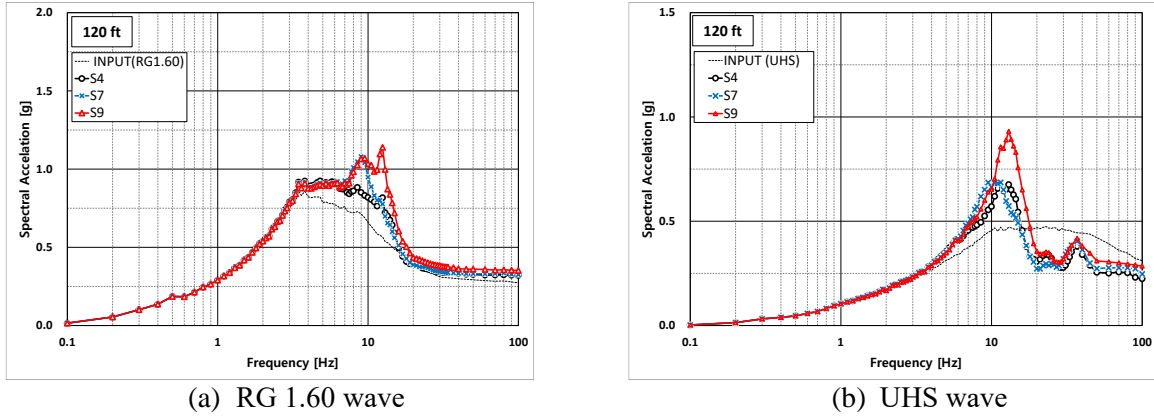 120 ft
INPUT(RG1.60)
S4
S7
S9
Spectral Accelation [g]
2.0
1.5
1.0
0.5
0.0
0.1
1
10
100
Frequency [Hz]
(a) RG 1.60 wave
120 ft
INPUT (UHS)
S4
S7
S9
Spectral Accelation [g]
1.5
1.0
0.5
0.0
0.1
1
10
100
Frequency [Hz]
(b) UHS wave